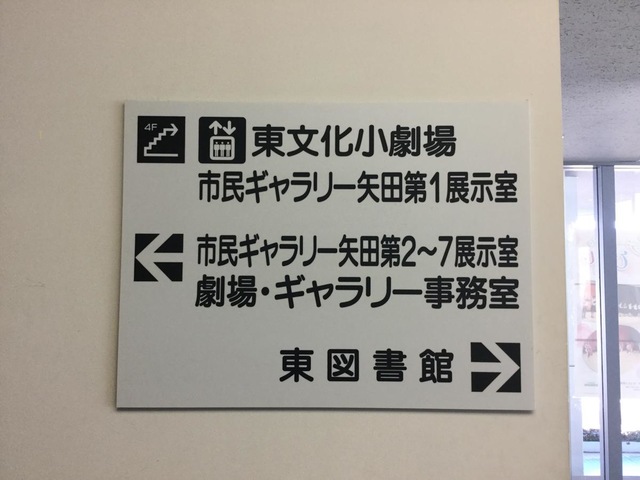 4F
東文化小劇場
市民ギャラリー矢田第1展示室
市民ギャラリー矢田第2～7展示室
劇場・ギャラリー事務室
東図書館